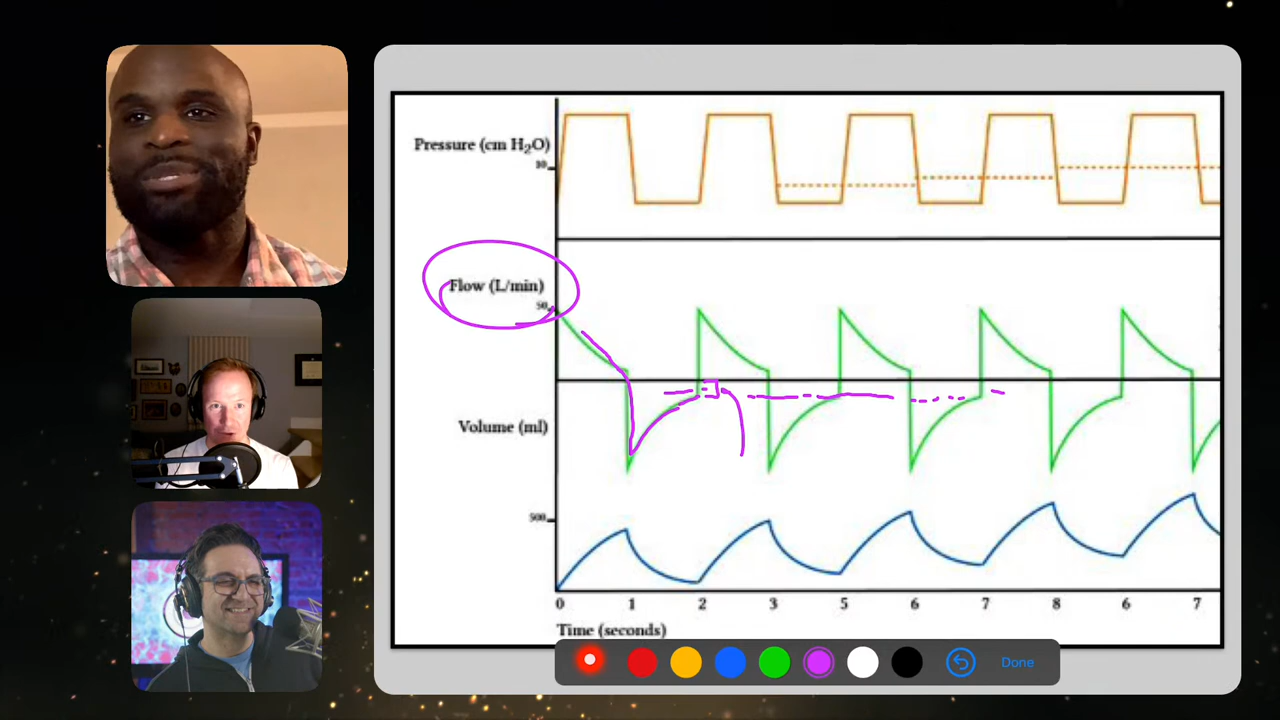 Pressure (cm H₂O)
30
Flow (L/min)
50
Volume (ml)
500
0 1 2 3 5 6 7 8 6 7
Time (seconds)
Done